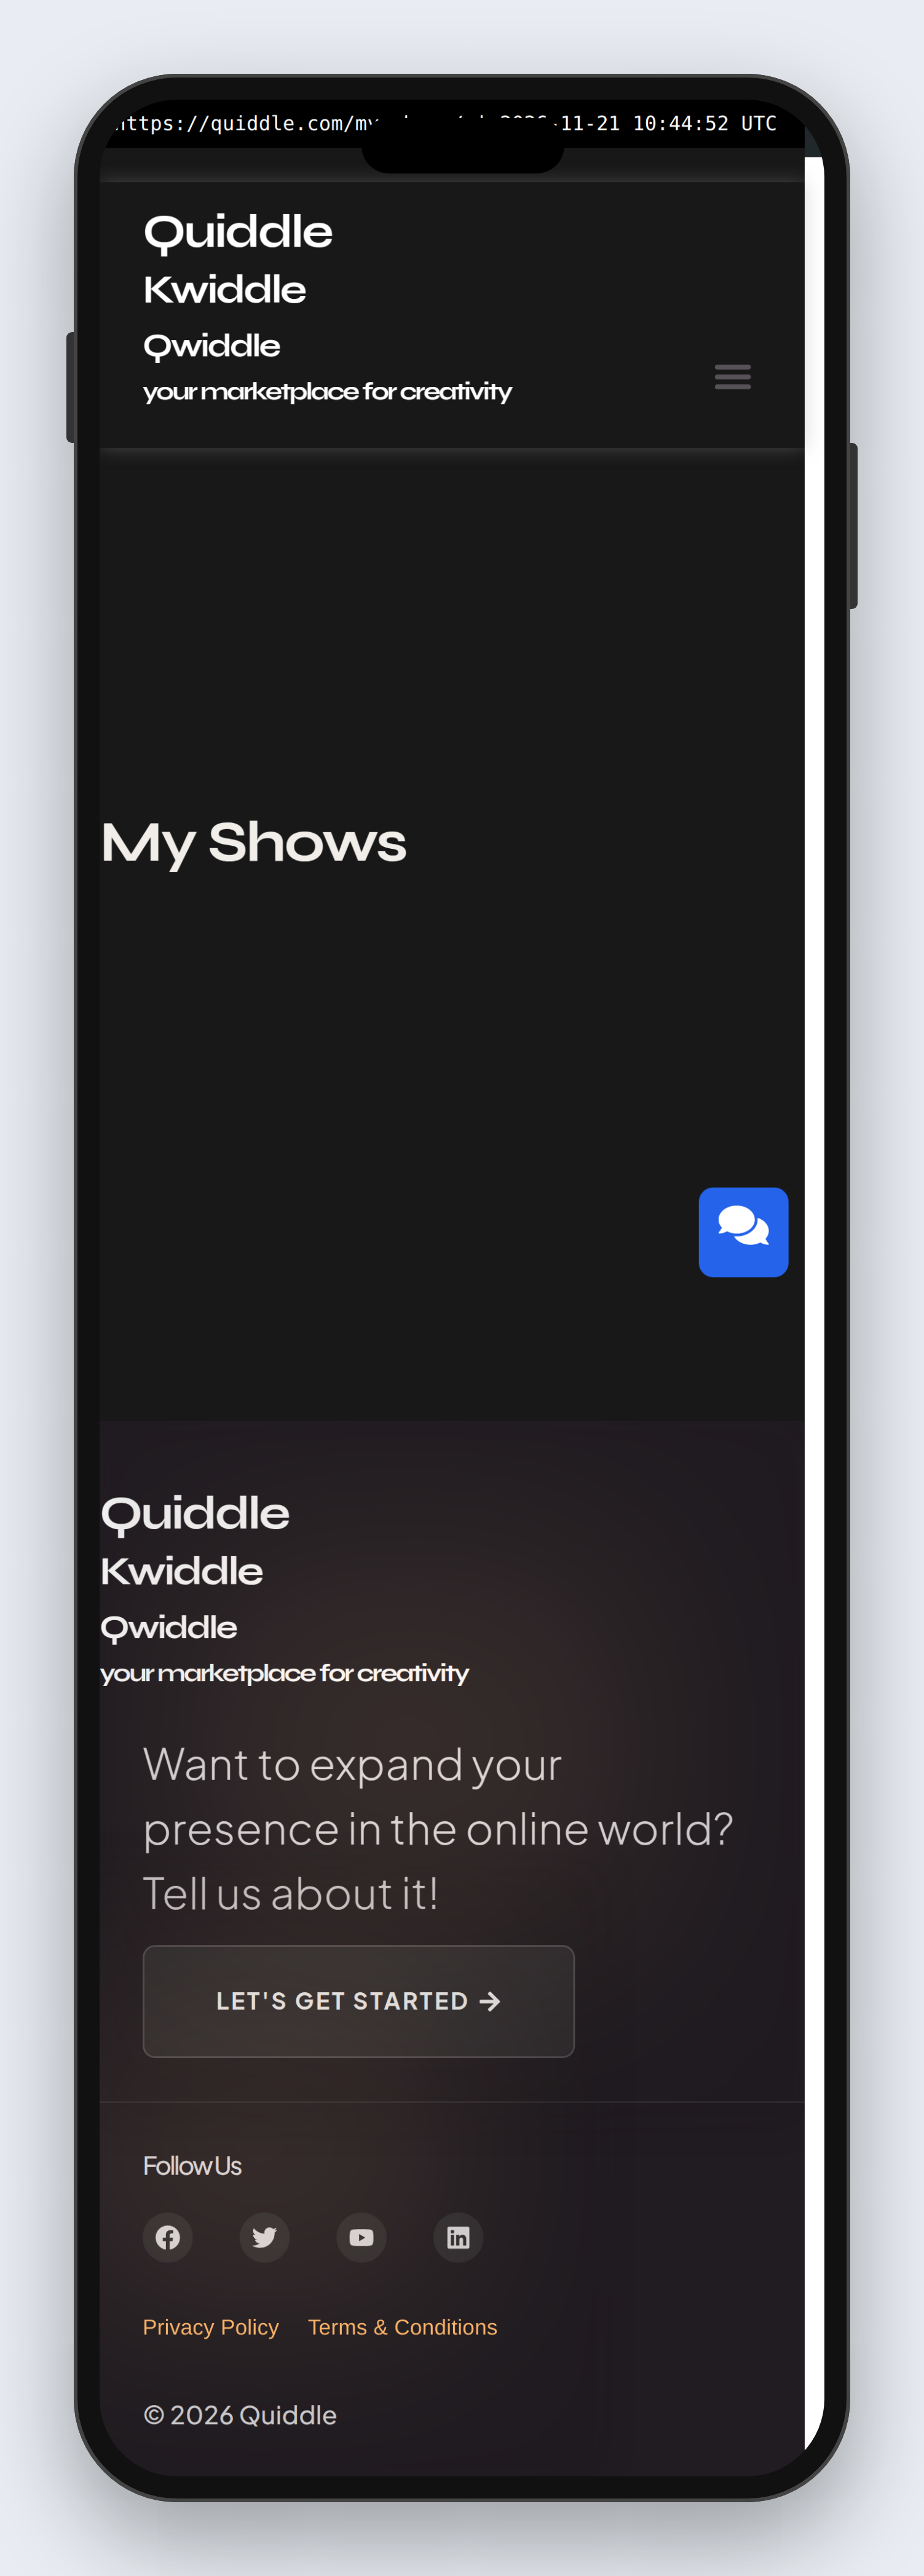 https://quiddle.com/my
11-21 10:44:52 UTC
Quiddle
Kwiddle
Qwiddle
your marketplace for creativity
My Shows
Quiddle
Kwiddle
Qwiddle
your marketplace for creativity
Want to expand your
presence in the online world?
Tell us about it!
LET'S GET STARTED →
Follow Us
Privacy Policy Terms & Conditions
© 2026 Quiddle